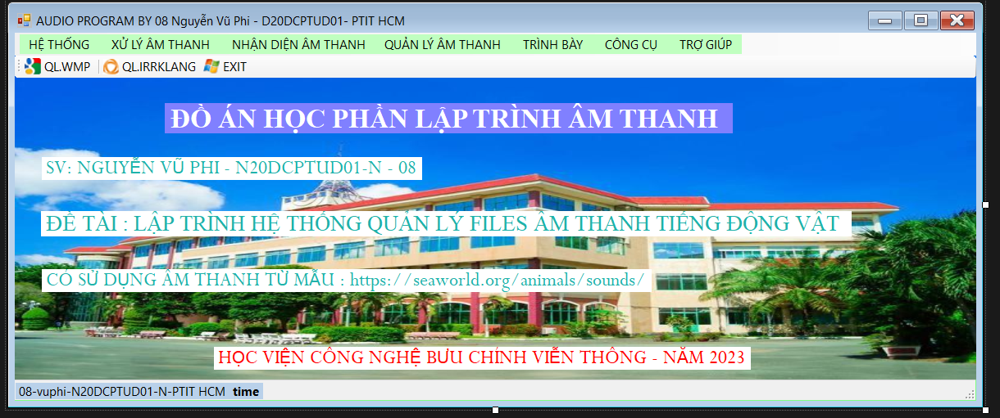 AUDIO PROGRAM BY 08 Nguyễn Vũ Phi - D20DCPTUD01- PTIT HCM
HỆ THỐNG XỬ LÝ ÂM THANH NHẬN DIỆN ÂM THANH QUẢN LÝ ÂM THANH TRÌNH BÀY CÔNG CỤ TRỢ GIÚP
QL.WMP QL.IRRKLANG EXIT
ĐỒ ÁN HỌC PHẦN LẬP TRÌNH ÂM THANH
SV: NGUYỄN VŨ PHI - N20DCPTUD01-N - 08
ĐỀ TÀI : LẬP TRÌNH HỆ THỐNG QUẢN LÝ FILES ÂM THANH TIẾNG ĐỘNG VẬT
CÓ SỬ DỤNG ÂM THANH TỪ MẪU : https://seaworld.org/animals/sounds/
HỌC VIỆN CÔNG NGHỆ BƯU CHÍNH VIỄN THÔNG - NĂM 2023
08-vuphi-N20DCPTUD01-N-PTIT HCM time